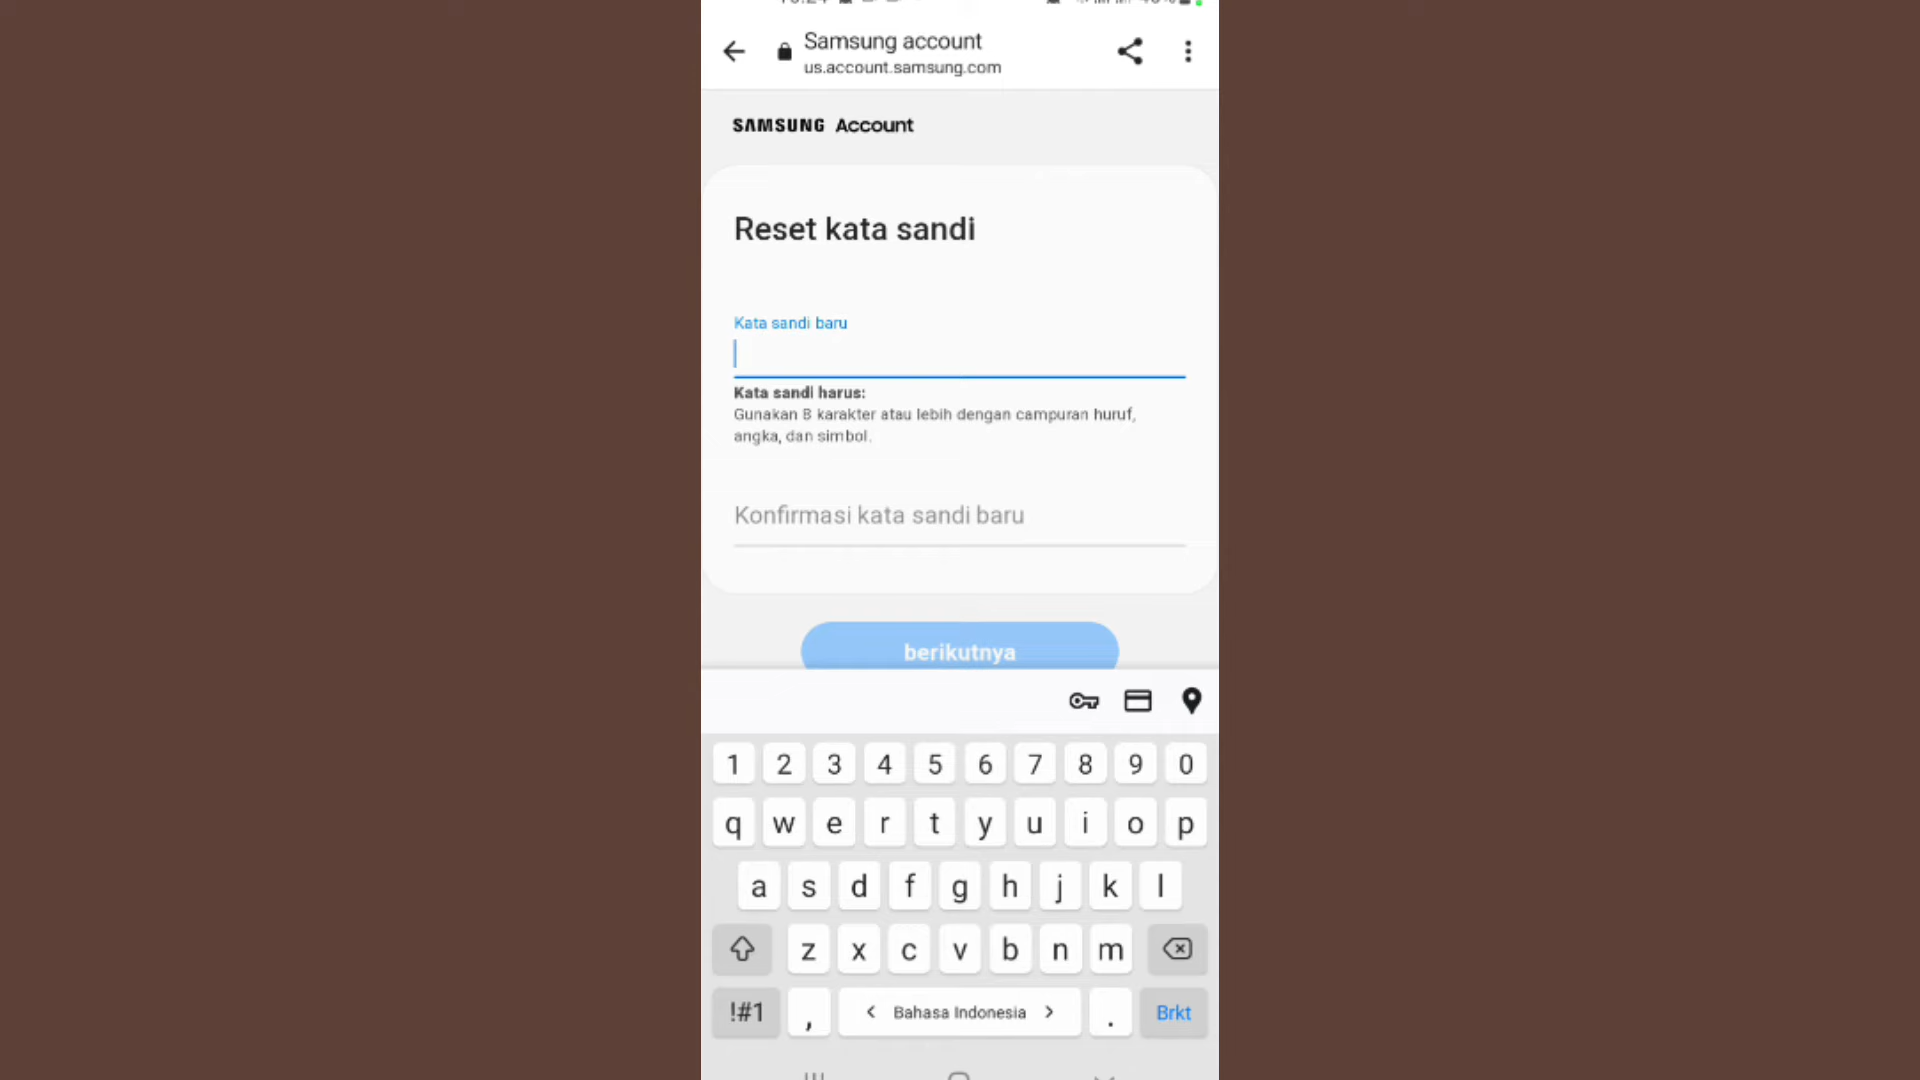 Samsung account
us.account.samsung.com
SAMSUNG Account
Reset kata sandi
Kata sandi baru
Kata sandi harus:
Gunakan 8 karakter atau lebih dengan campuran huruf,
angka, dan simbol.
Konfirmasi kata sandi baru
berikutnya
1 2 3 4 5 6 7 8 9 0
q w e r t y u i o p
a s d f g h j k l
z x c v b n m
!#1 , < Bahasa Indonesia > . Brkt